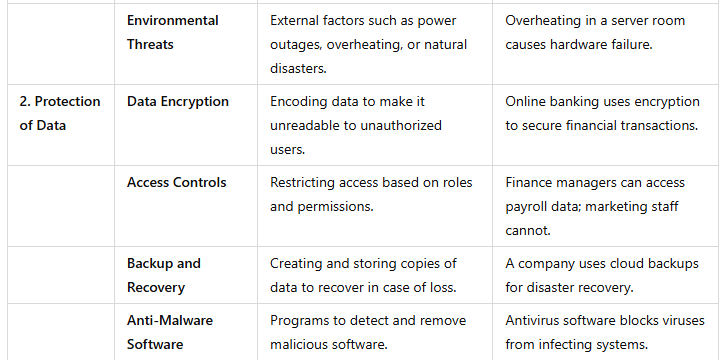 Environmental
Threats
External factors such as power
outages, overheating, or natural
disasters.
Overheating in a server room
causes hardware failure.
2. Protection
of Data
Data Encryption
Encoding data to make it
unreadable to unauthorized
users.
Online banking uses encryption
to secure financial transactions.
Access Controls
Restricting access based on roles
and permissions.
Finance managers can access
payroll data; marketing staff
cannot.
Backup and
Recovery
Creating and storing copies of
data to recover in case of loss.
A company uses cloud backups
for disaster recovery.
Anti-Malware
Software
Programs to detect and remove
malicious software.
Antivirus software blocks viruses
from infecting systems.